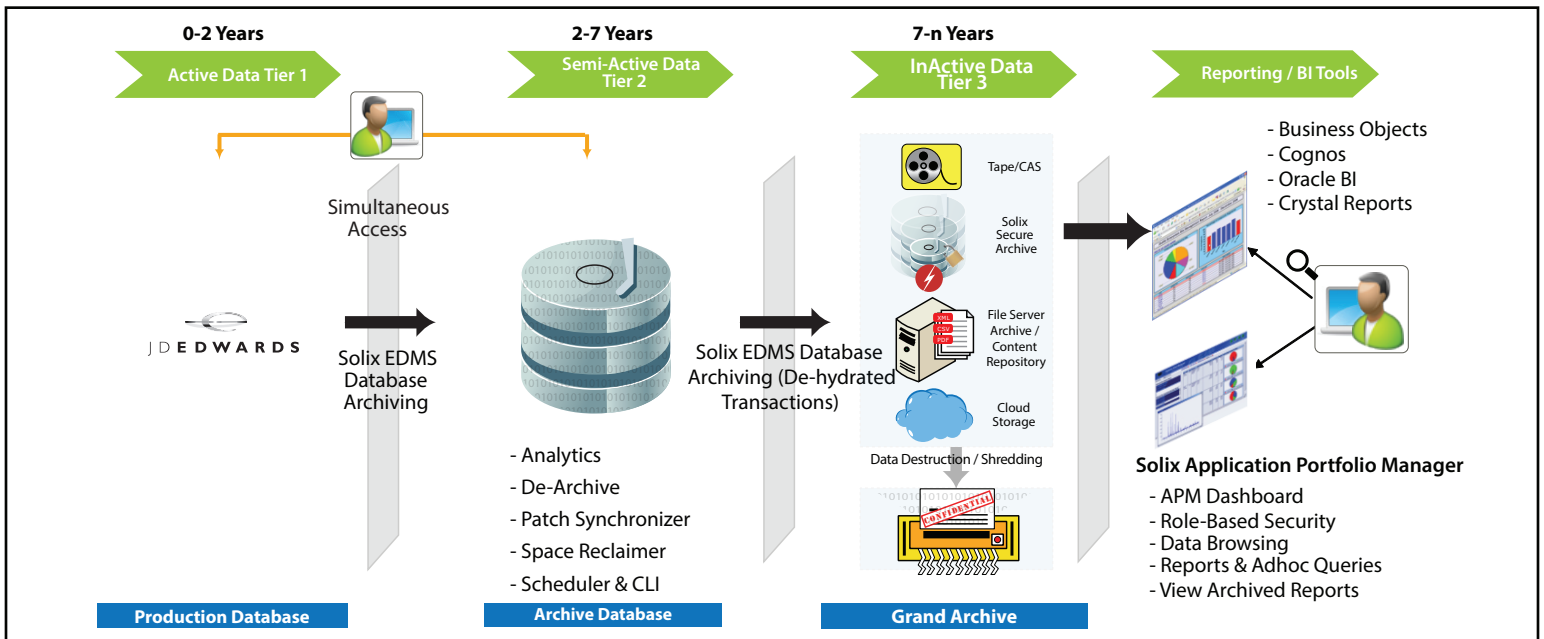 0-2 Years
Active Data Tier 1
Simultaneous
Access
JDEDWARDS
Solix EDMS
Database
Archiving
Production Database
2-7 Years
Semi-Active Data
Tier 2
- Analytics
- De-Archive
- Patch Synchronizer
- Space Reclaimer
- Scheduler & CLI
Archive Database
Solix EDMS Database
Archiving (De-hydrated
Transactions)
7-n Years
InActive Data
Tier 3
Tape/CAS
Solix
Secure
Archive
XML
CSV
PDF
File Server
Archive /
Content
Repository
Cloud
Storage
Data Destruction / Shredding
CONFIDENTIAL
Grand Archive
Reporting / BI Tools
- Business Objects
- Cognos
- Oracle BI
- Crystal Reports
Solix Application Portfolio Manager
- APM Dashboard
- Role-Based Security
- Data Browsing
- Reports & Adhoc Queries
- View Archived Reports